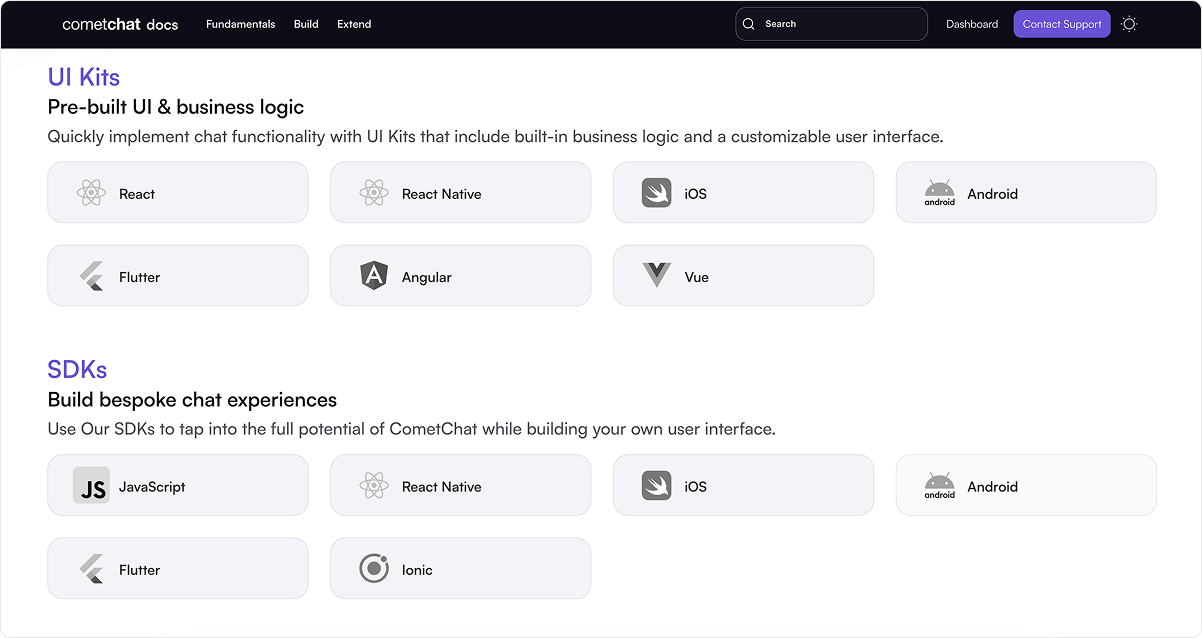 cometchat docs Fundamentals Build Extend Search Dashboard Contact Support
UI Kits
Pre-built UI & business logic
Quickly implement chat functionality with UI Kits that include built-in business logic and a customizable user interface.
React React Native iOS android Android
Flutter A Angular Vue
SDKs
Build bespoke chat experiences
Use Our SDKs to tap into the full potential of CometChat while building your own user interface.
JS JavaScript React Native iOS android Android
Flutter Ionic